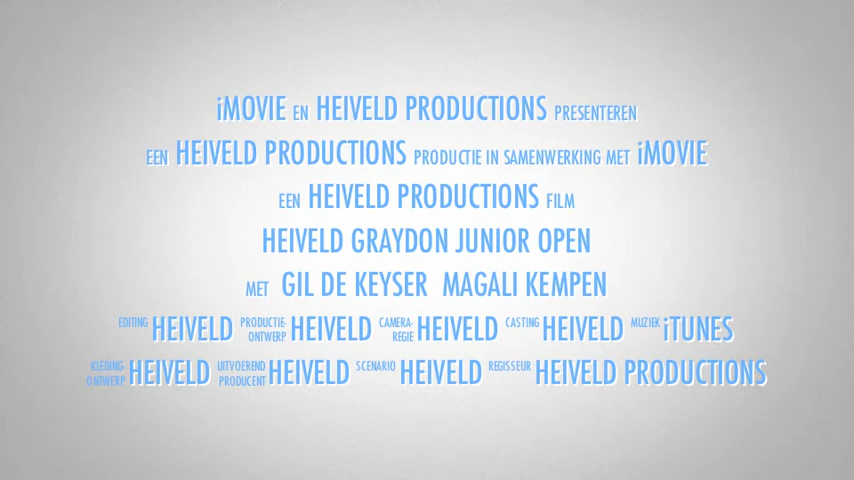 iMOVIE EN HEIVELD PRODUCTIONS PRESENTEREN
EEN HEIVELD PRODUCTIONS PRODUCTIE IN SAMENWERKING MET iMOVIE
EEN HEIVELD PRODUCTIONS FILM
HEIVELD GRAYDON JUNIOR OPEN
MET GIL DE KEYSER MAGALI KEMPEN
EDITING HEIVELD PRODUCTIE-ONTWERP HEIVELD CAMERA-REGIE HEIVELD CASTING HEIVELD MUZIEK iTUNES
KLEDING-ONTWERP HEIVELD UITVOEREND PRODUCENT HEIVELD SCENARIO HEIVELD REGISSEUR HEIVELD PRODUCTIONS